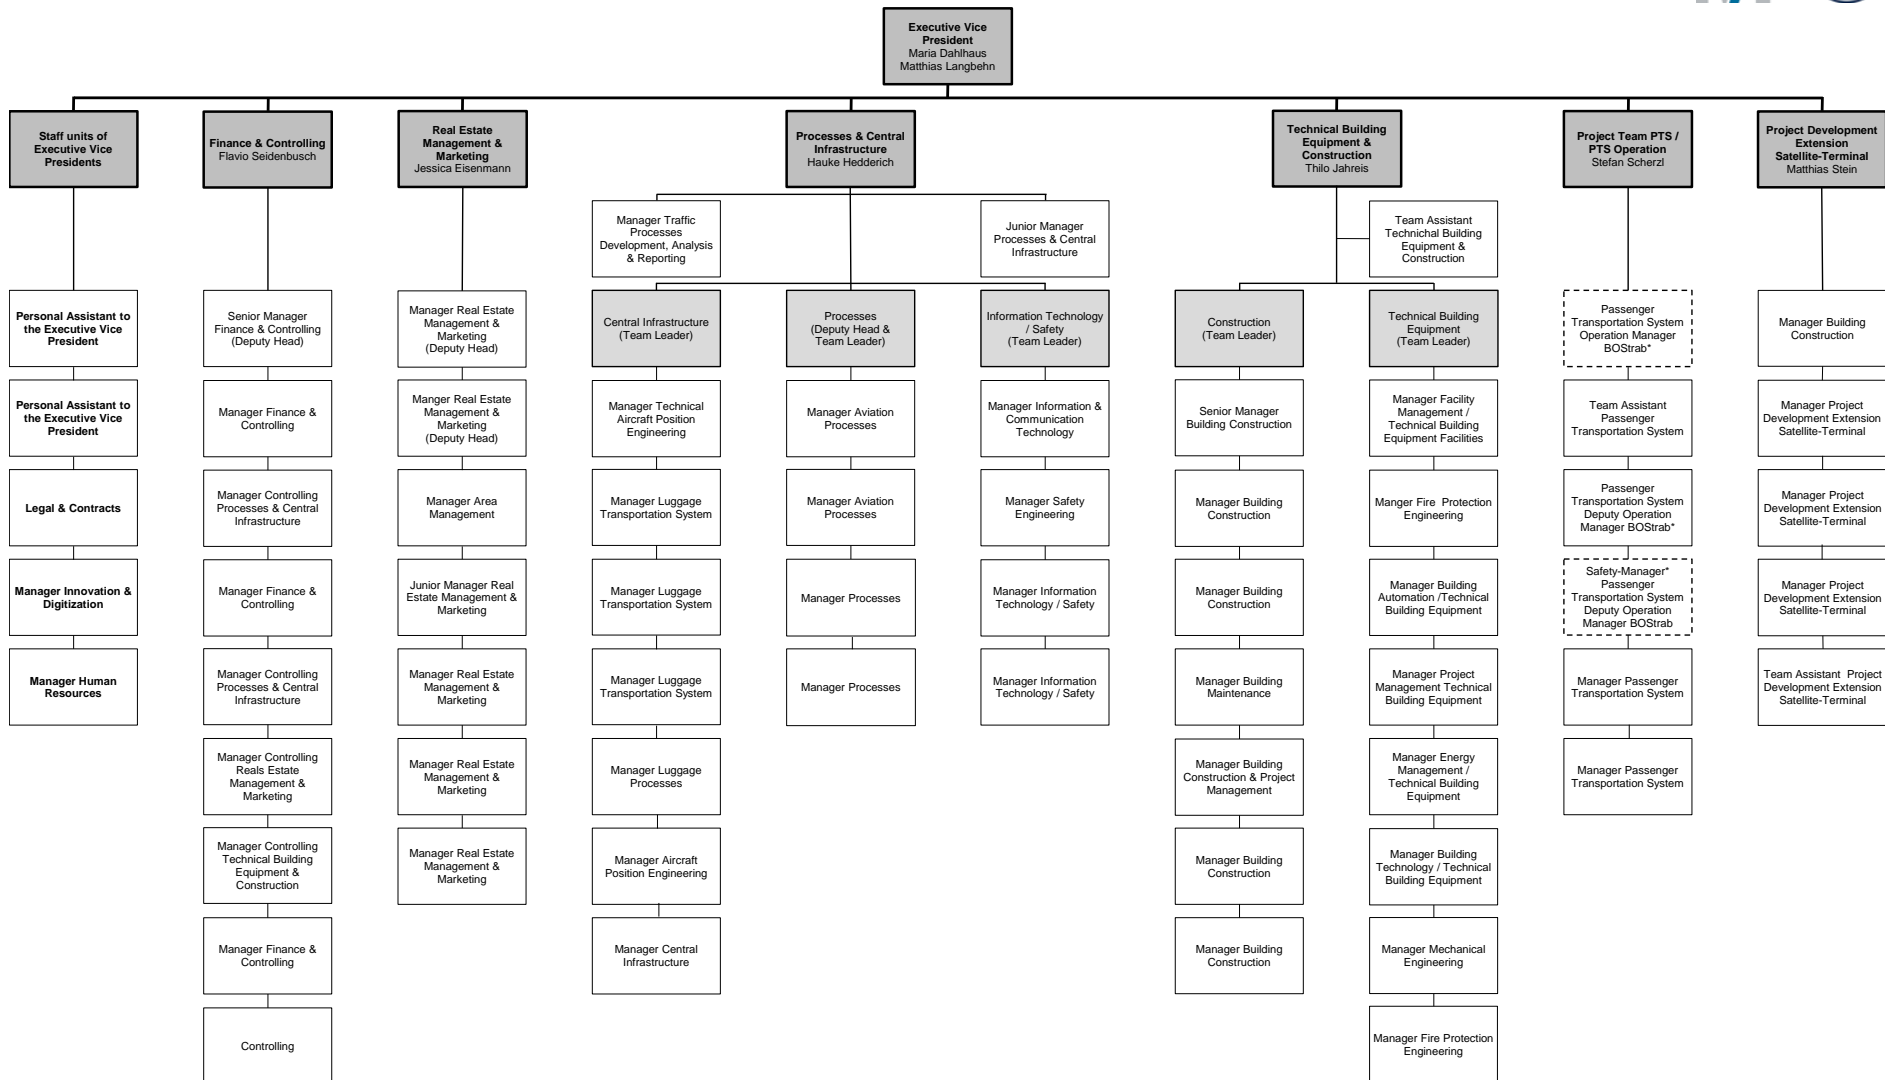 Executive Vice
President
Maria Dahlhaus
Matthias Langbehn
Staff units of
Executive Vice
Presidents
Finance & Controlling
Flavio Seidenbusch
Real Estate
Management &
Marketing
Jessica Eisenmann
Processes & Central
Infrastructure
Hauke Hedderich
Technical Building
Equipment &
Construction
Thilo Jahreis
Project Team PTS /
PTS Operation
Stefan Scherzl
Project Development
Extension
Satellite-Terminal
Matthias Stein
Manager Traffic
Processes
Development, Analysis
& Reporting
Junior Manager
Processes & Central
Infrastructure
Team Assistant
Technichal Building
Equipment &
Construction
Personal Assistant to
the Executive Vice
President
Senior Manager
Finance & Controlling
(Deputy Head)
Manager Real Estate
Management &
Marketing
(Deputy Head)
Central Infrastructure
(Team Leader)
Processes
(Deputy Head &
Team Leader)
Information Technology
/ Safety
(Team Leader)
Construction
(Team Leader)
Technical Building
Equipment
(Team Leader)
Passenger
Transportation System
Operation Manager
BOStrab*
Manager Building
Construction
Personal Assistant to
the Executive Vice
President
Manager Finance &
Controlling
Manger Real Estate
Management &
Marketing
(Deputy Head)
Manager Technical
Aircraft Position
Engineering
Manager Aviation
Processes
Manager Information &
Communication
Technology
Senior Manager
Building Construction
Manager Facility
Management /
Technical Building
Equipment Facilities
Team Assistant
Passenger
Transportation System
Manager Project
Development Extension
Satellite-Terminal
Legal & Contracts
Manager Controlling
Processes & Central
Infrastructure
Manager Area
Management
Manager Luggage
Transportation System
Manager Aviation
Processes
Manager Safety
Engineering
Manager Building
Construction
Manger Fire  Protection
Engineering
Passenger
Transportation System
Deputy Operation
Manager BOStrab*
Manager Project
Development Extension
Satellite-Terminal
Manager Innovation &
Digitization
Manager Finance &
Controlling
Junior Manager Real
Estate Management &
Marketing
Manager Luggage
Transportation System
Manager Processes
Manager Information
Technology / Safety
Manager Building
Construction
Manager Building
Automation /Technical
Building Equipment
Safety-Manager*
Passenger
Transportation System
Deputy Operation
Manager BOStrab
Manager Project
Development Extension
Satellite-Terminal
Manager Human
Resources
Manager Controlling
Processes & Central
Infrastructure
Manager Real Estate
Management &
Marketing
Manager Luggage
Transportation System
Manager Processes
Manager Information
Technology / Safety
Manager Building
Maintenance
Manager Project
Management Technical
Building Equipment
Manager Passenger
Transportation System
Team Assistant  Project
Development Extension
Satellite-Terminal
Manager Controlling
Reals Estate
Management &
Marketing
Manager Real Estate
Management &
Marketing
Manager Luggage
Processes
Manager Building
Construction & Project
Management
Manager Energy
Management /
Technical Building
Equipment
Manager Passenger
Transportation System
Manager Controlling
Technical Building
Equipment &
Construction
Manager Real Estate
Management &
Marketing
Manager Aircraft
Position Engineering
Manager Building
Construction
Manager Building
Technology / Technical
Building Equipment
Manager Finance &
Controlling
Manager Central
Infrastructure
Manager Building
Construction
Manager Mechanical
Engineering
Controlling
Manager Fire Protection
Engineering